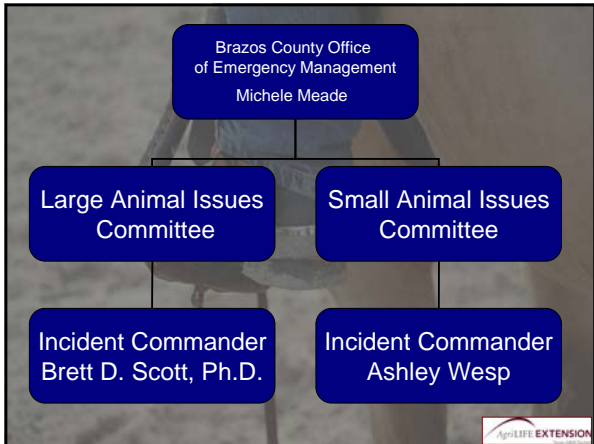 Brazos County Office
of Emergency Management
Michele Meade
Large Animal Issues
Committee
Small Animal Issues
Committee
Incident Commander
Brett D. Scott, Ph.D.
Incident Commander
Ashley Wesp
AgriLIFE EXTENSION